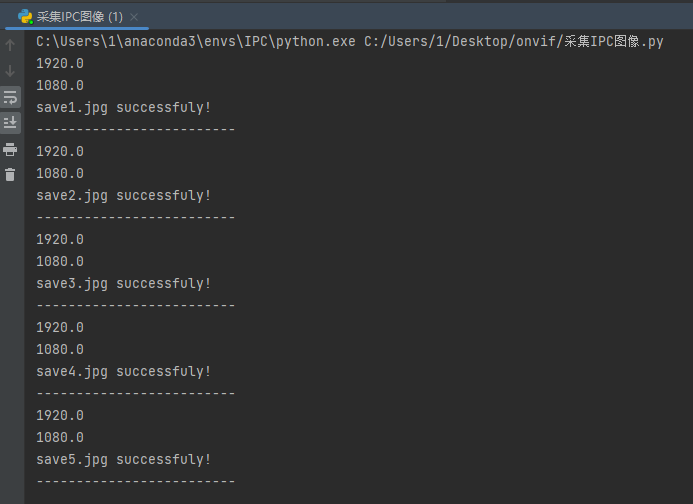 采集IPC图像 (1)
C:\Users\1\anaconda3\envs\IPC\python.exe C:/Users/1/Desktop/onvif/采集IPC图像.py
1920.0
1080.0
save1.jpg successfuly!
-------------------------
1920.0
1080.0
save2.jpg successfuly!
-------------------------
1920.0
1080.0
save3.jpg successfuly!
-------------------------
1920.0
1080.0
save4.jpg successfuly!
-------------------------
1920.0
1080.0
save5.jpg successfuly!
-------------------------